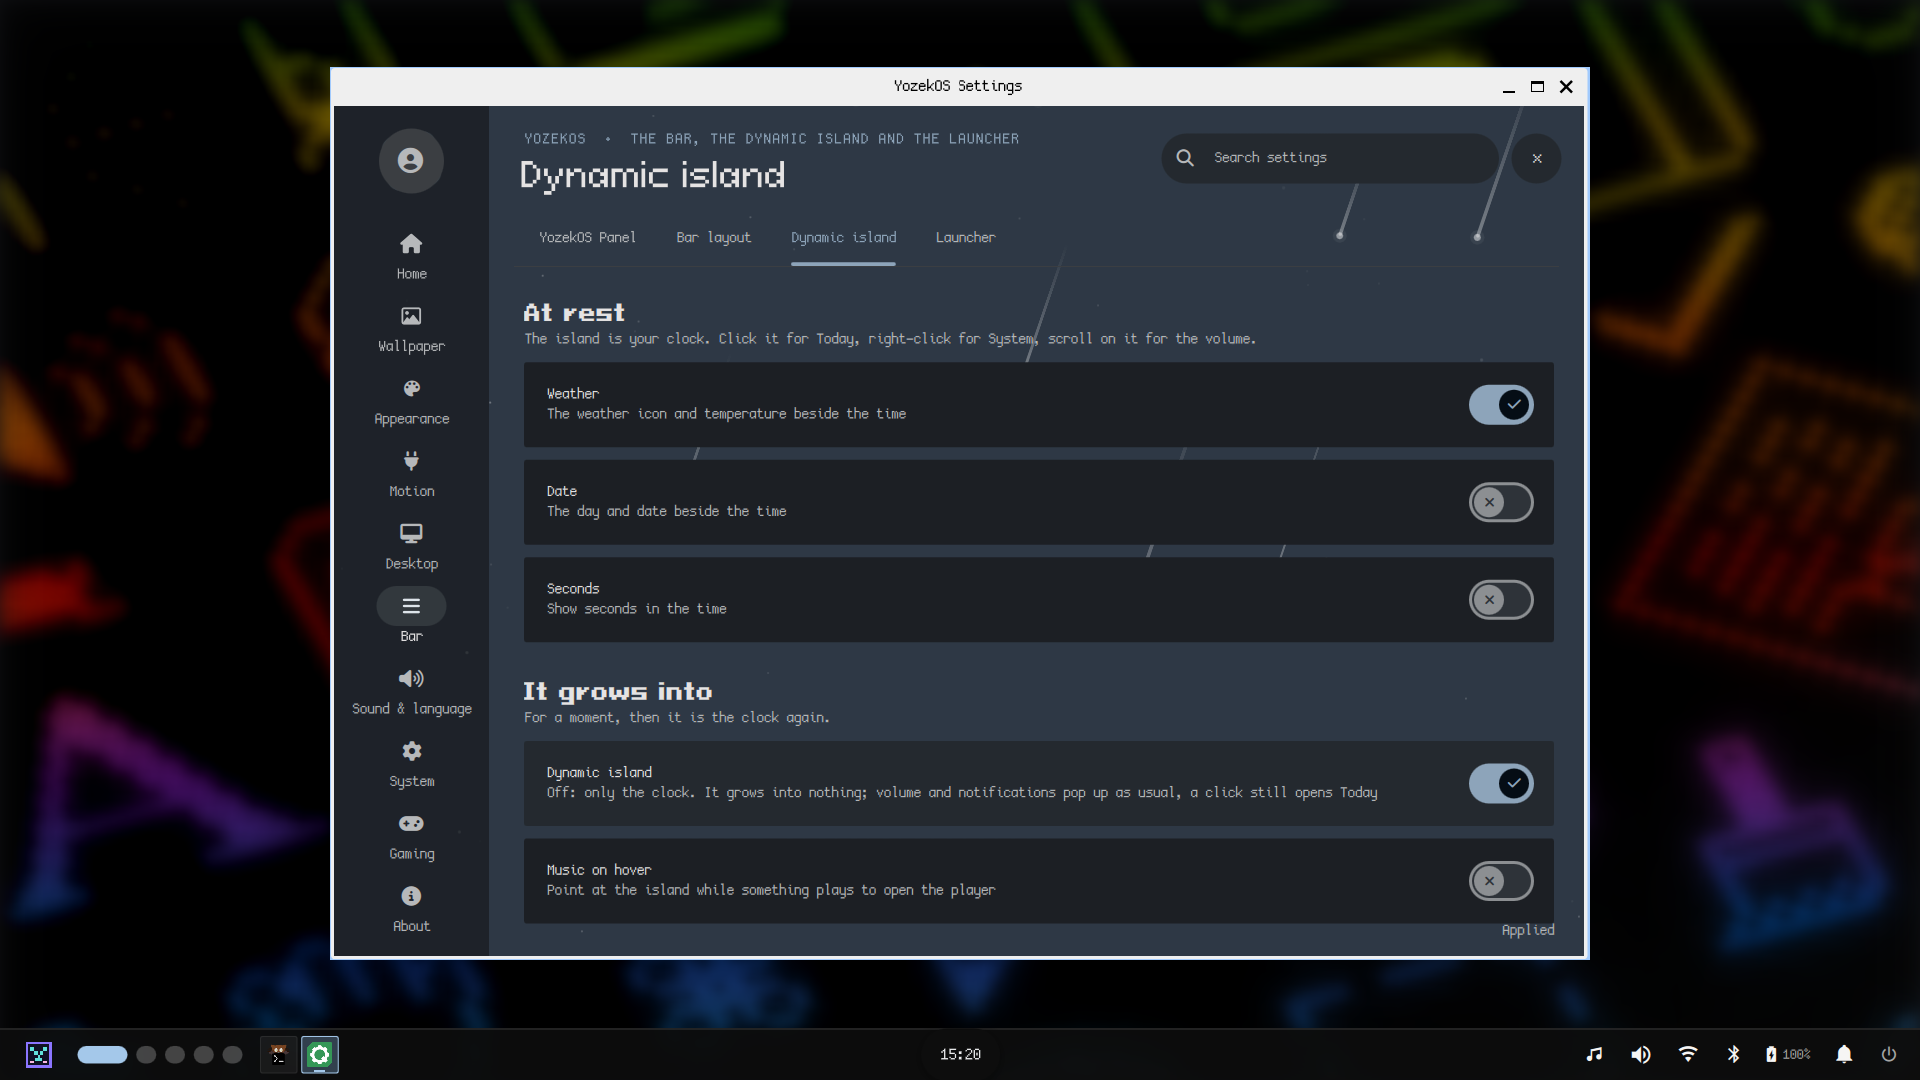 YozekOS Settings
YOZEKOS • THE BAR, THE DYNAMIC ISLAND AND THE LAUNCHER
Dynamic island
Search settings
YozekOS Panel
Bar layout
Dynamic island
Launcher
Home
Wallpaper
Appearance
Motion
Desktop
Bar
Sound & language
System
Gaming
About
At rest
The island is your clock. Click it for Today, right-click for System, scroll on it for the volume.
Weather
The weather icon and temperature beside the time
Date
The day and date beside the time
Seconds
Show seconds in the time
It grows into
For a moment, then it is the clock again.
Dynamic island
Off: only the clock. It grows into nothing; volume and notifications pop up as usual, a click still opens Today
Music on hover
Point at the island while something plays to open the player
Applied
15:20
100%